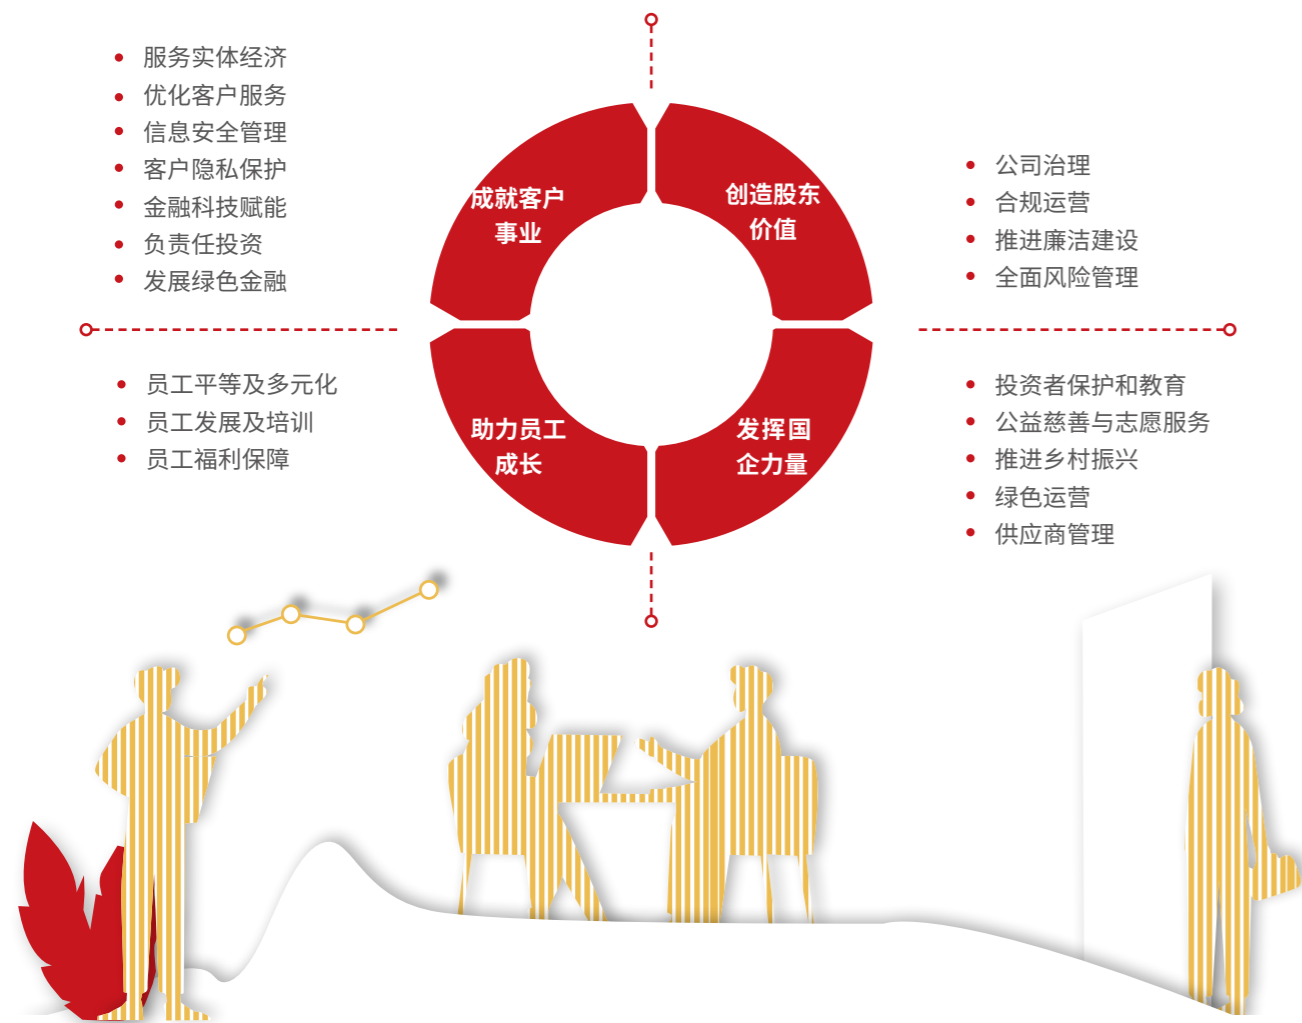 服务实体经济
优化客户服务
信息安全管理
客户隐私保护
金融科技赋能
负责任投资
发展绿色金融
成就客户
事业
创造股东
价值
公司治理
合规运营
推进廉洁建设
全面风险管理
员工平等及多元化
员工发展及培训
员工福利保障
助力员工
成长
发挥国
企力量
投资者保护和教育
公益慈善与志愿服务
推进乡村振兴
绿色运营
供应商管理